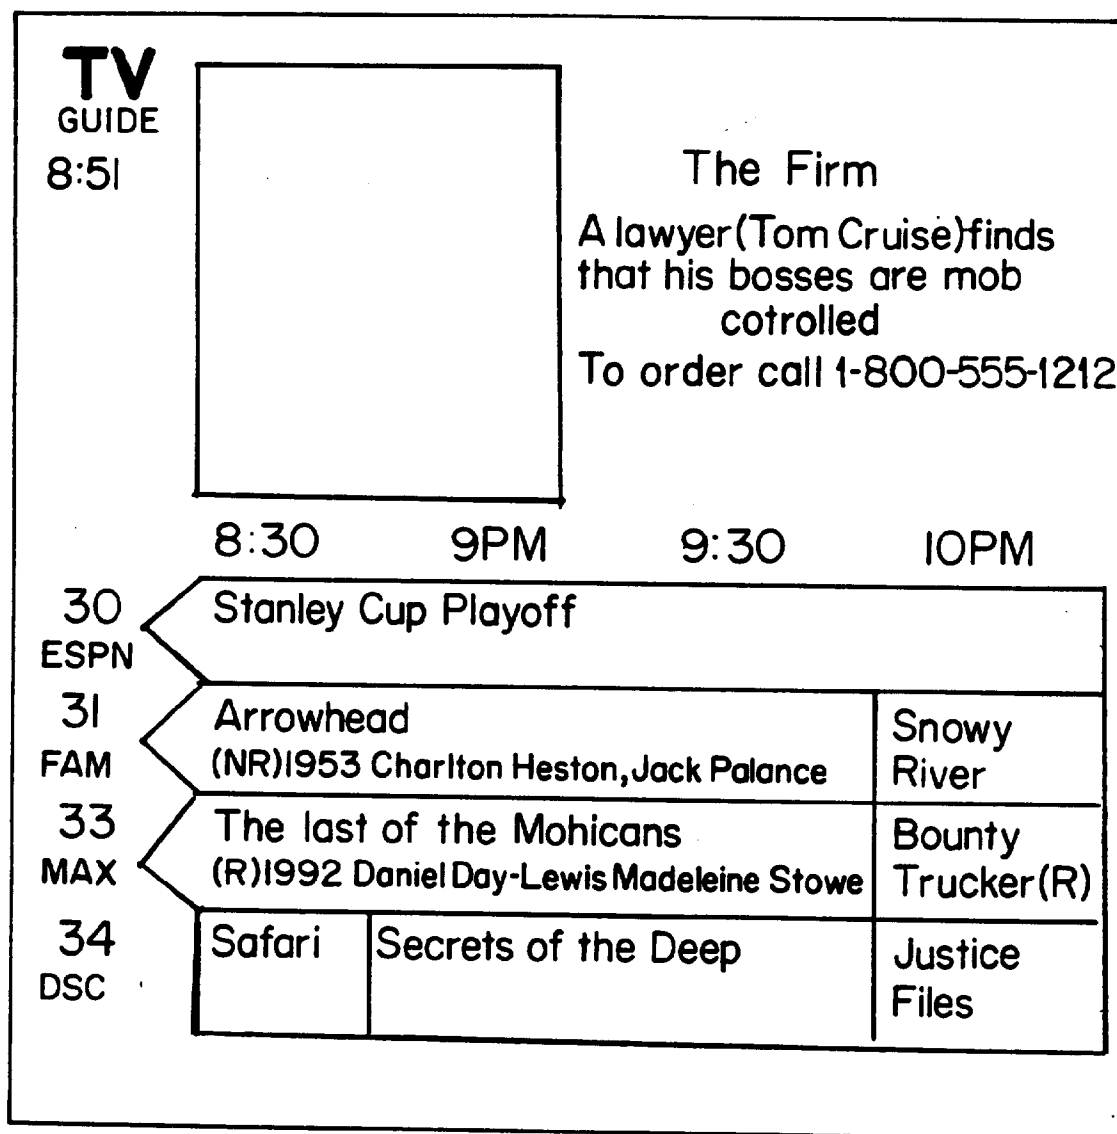 TV
GUIDE
8:51
The Firm
A lawyer(Tom Cruise)finds
that his bosses are mob
cotrolled
To order call 1-800-555-1212
8:30 9PM 9:30 10PM
30
ESPN
Stanley Cup Playoff
31
FAM
Arrowhead
(NR)1953 Charlton Heston,Jack Palance
Snowy
River
33
MAX
The last of the Mohicans
(R)1992 Daniel Day-Lewis Madeleine Stowe
Bounty
Trucker(R)
34
DSC
Safari
Secrets of the Deep
Justice
Files